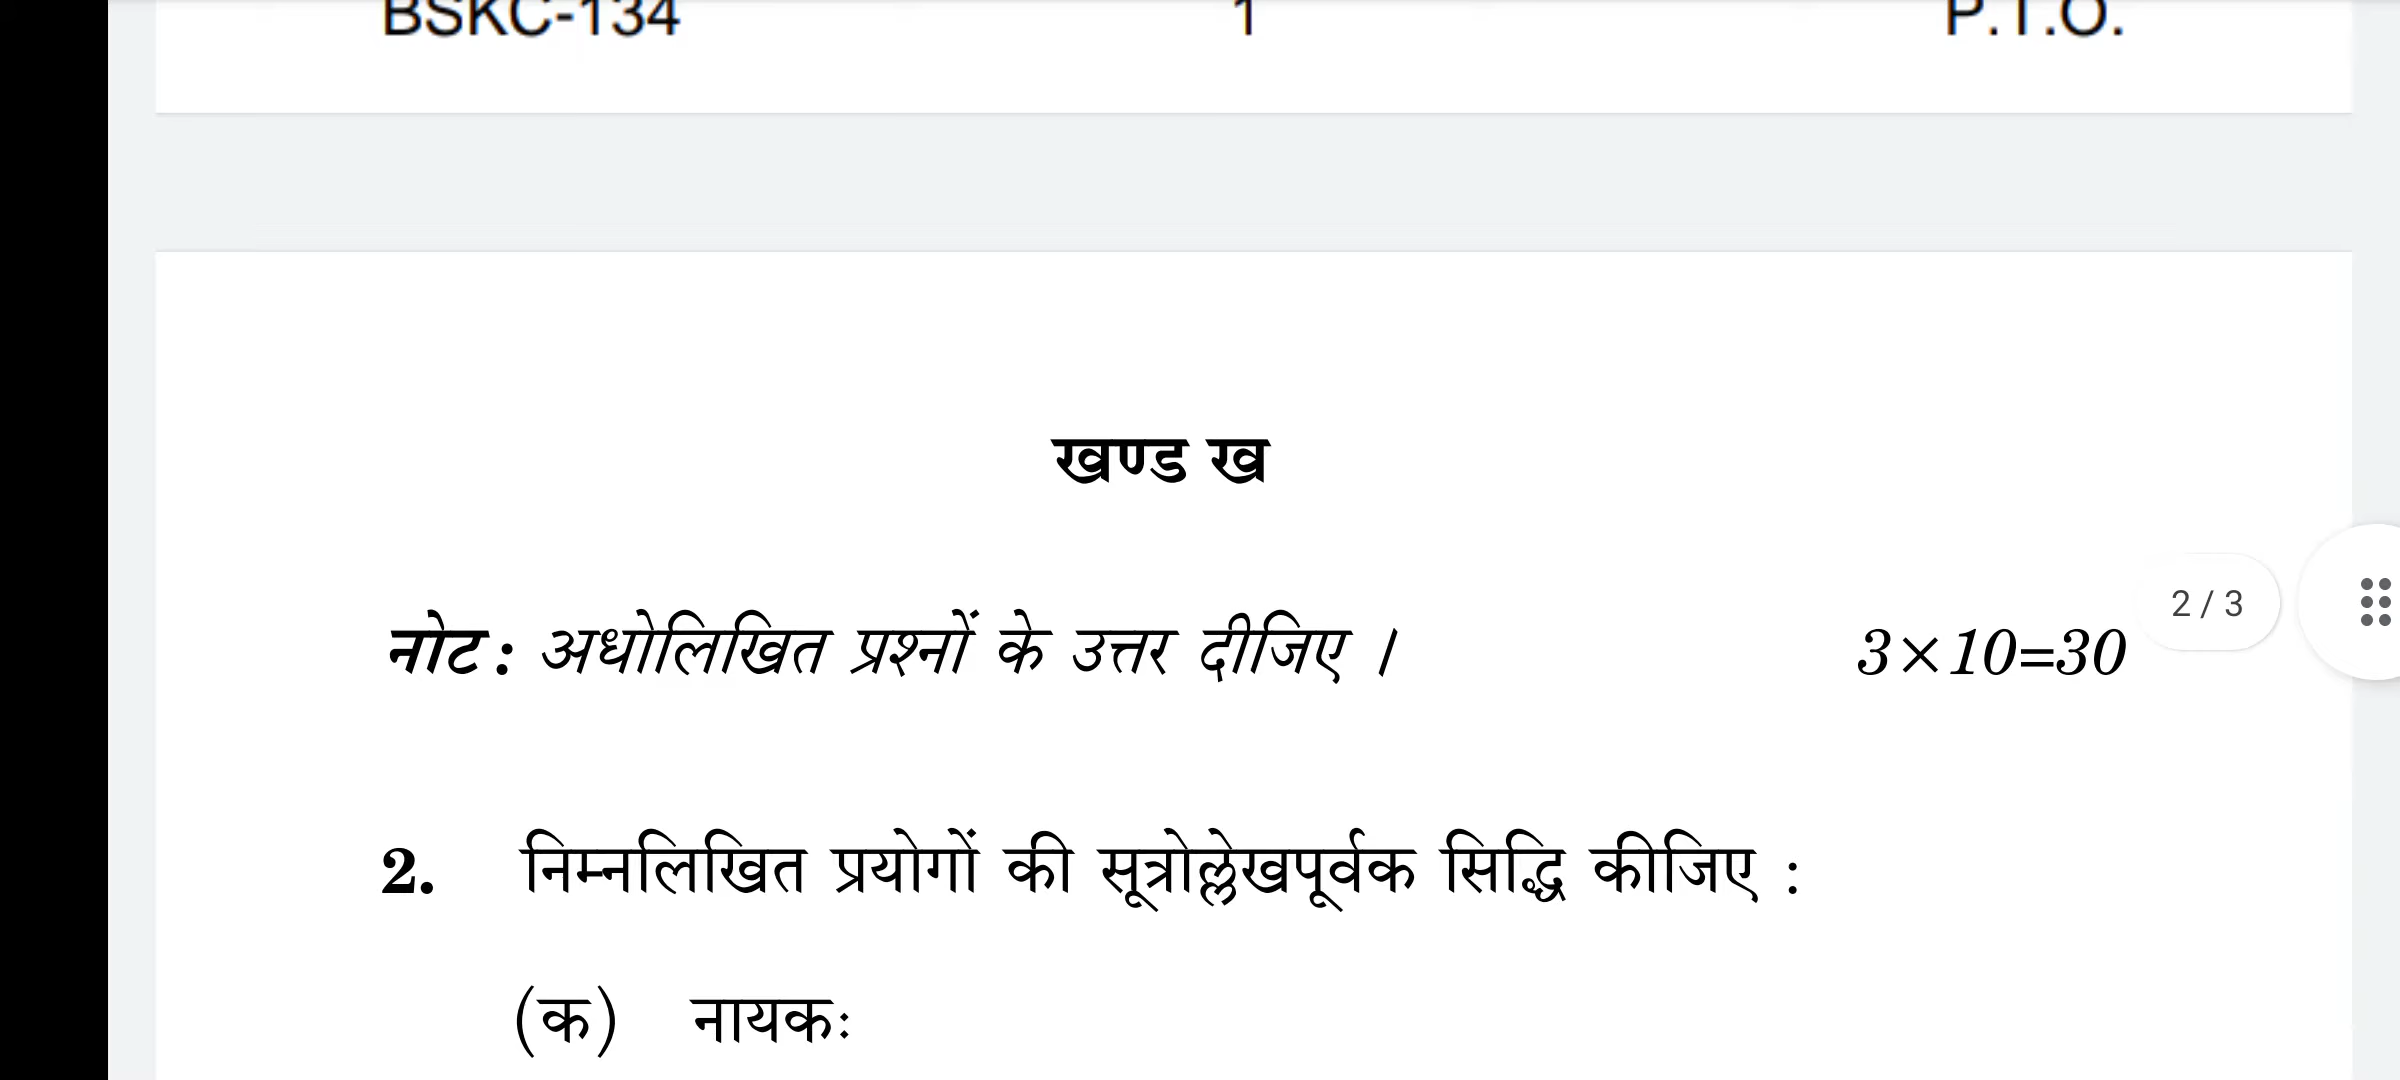 BSKC-134 1 P.T.O.
खण्ड ख
नोट : अधोलिखित प्रश्नों के उत्तर दीजिए । 3×10=30
2 / 3
2. निम्नलिखित प्रयोगों की सूत्रोल्लेखपूर्वक सिद्धि कीजिए :
(क) नायकः